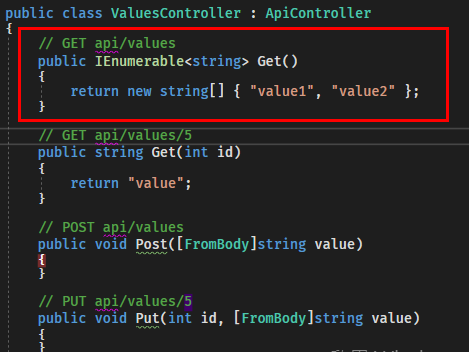 public class ValuesController : ApiController
{
// GET api/values
public IEnumerable<string> Get()
{
return new string[] { "value1", "value2" };
}
// GET api/values/5
public string Get(int id)
{
return "value";
}
// POST api/values
public void Post([FromBody]string value)
{
}
// PUT api/values/5
public void Put(int id, [FromBody]string value)
{
}